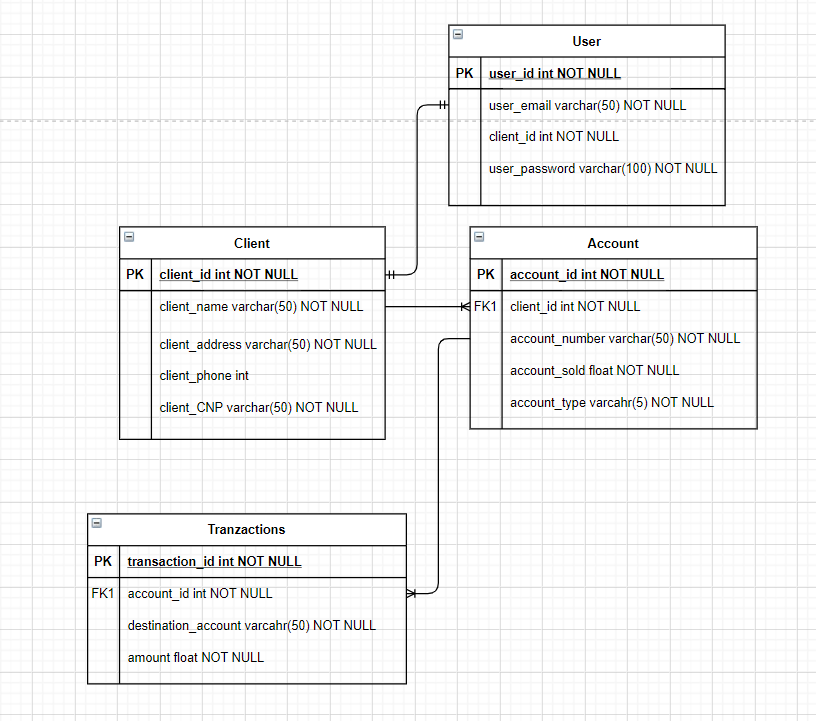 User
PK user_id int NOT NULL
user_email varchar(50) NOT NULL
client_id int NOT NULL
user_password varchar(100) NOT NULL
Client
PK client_id int NOT NULL
client_name varchar(50) NOT NULL
client_address varchar(50) NOT NULL
client_phone int
client_CNP varchar(50) NOT NULL
Account
PK account_id int NOT NULL
FK1 client_id int NOT NULL
account_number varchar(50) NOT NULL
account_sold float NOT NULL
account_type varcahr(5) NOT NULL
Tranzactions
PK transaction_id int NOT NULL
FK1 account_id int NOT NULL
destination_account varcahr(50) NOT NULL
amount float NOT NULL